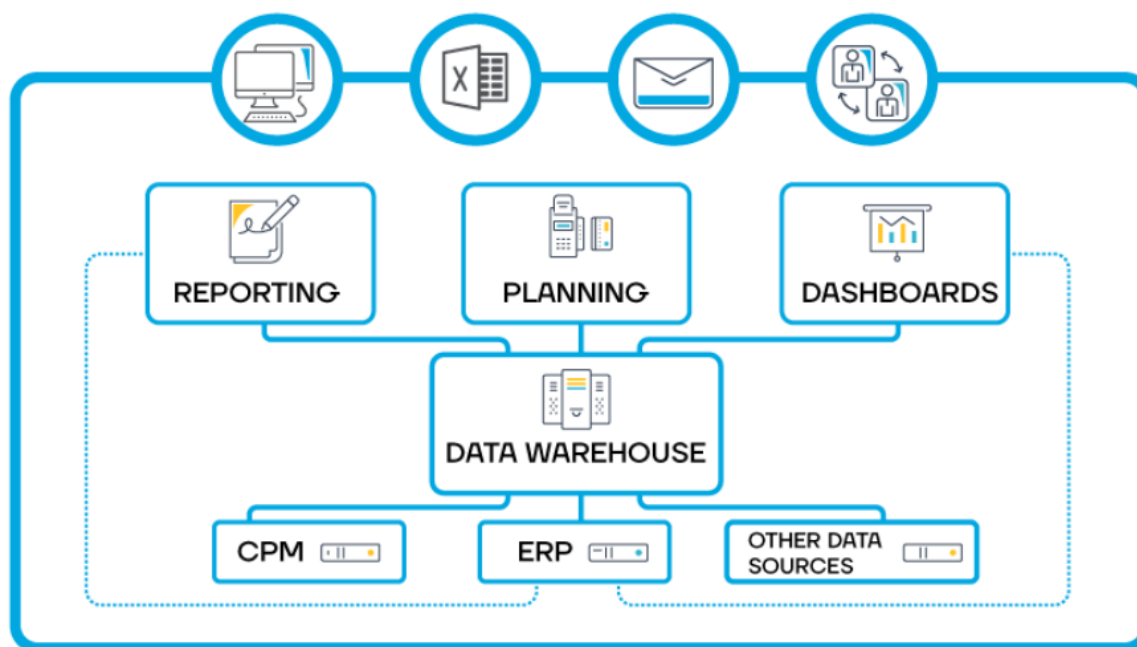 X
REPORTING
PLANNING
DASHBOARDS
DATA WAREHOUSE
CPM
ERP
OTHER DATA
SOURCES